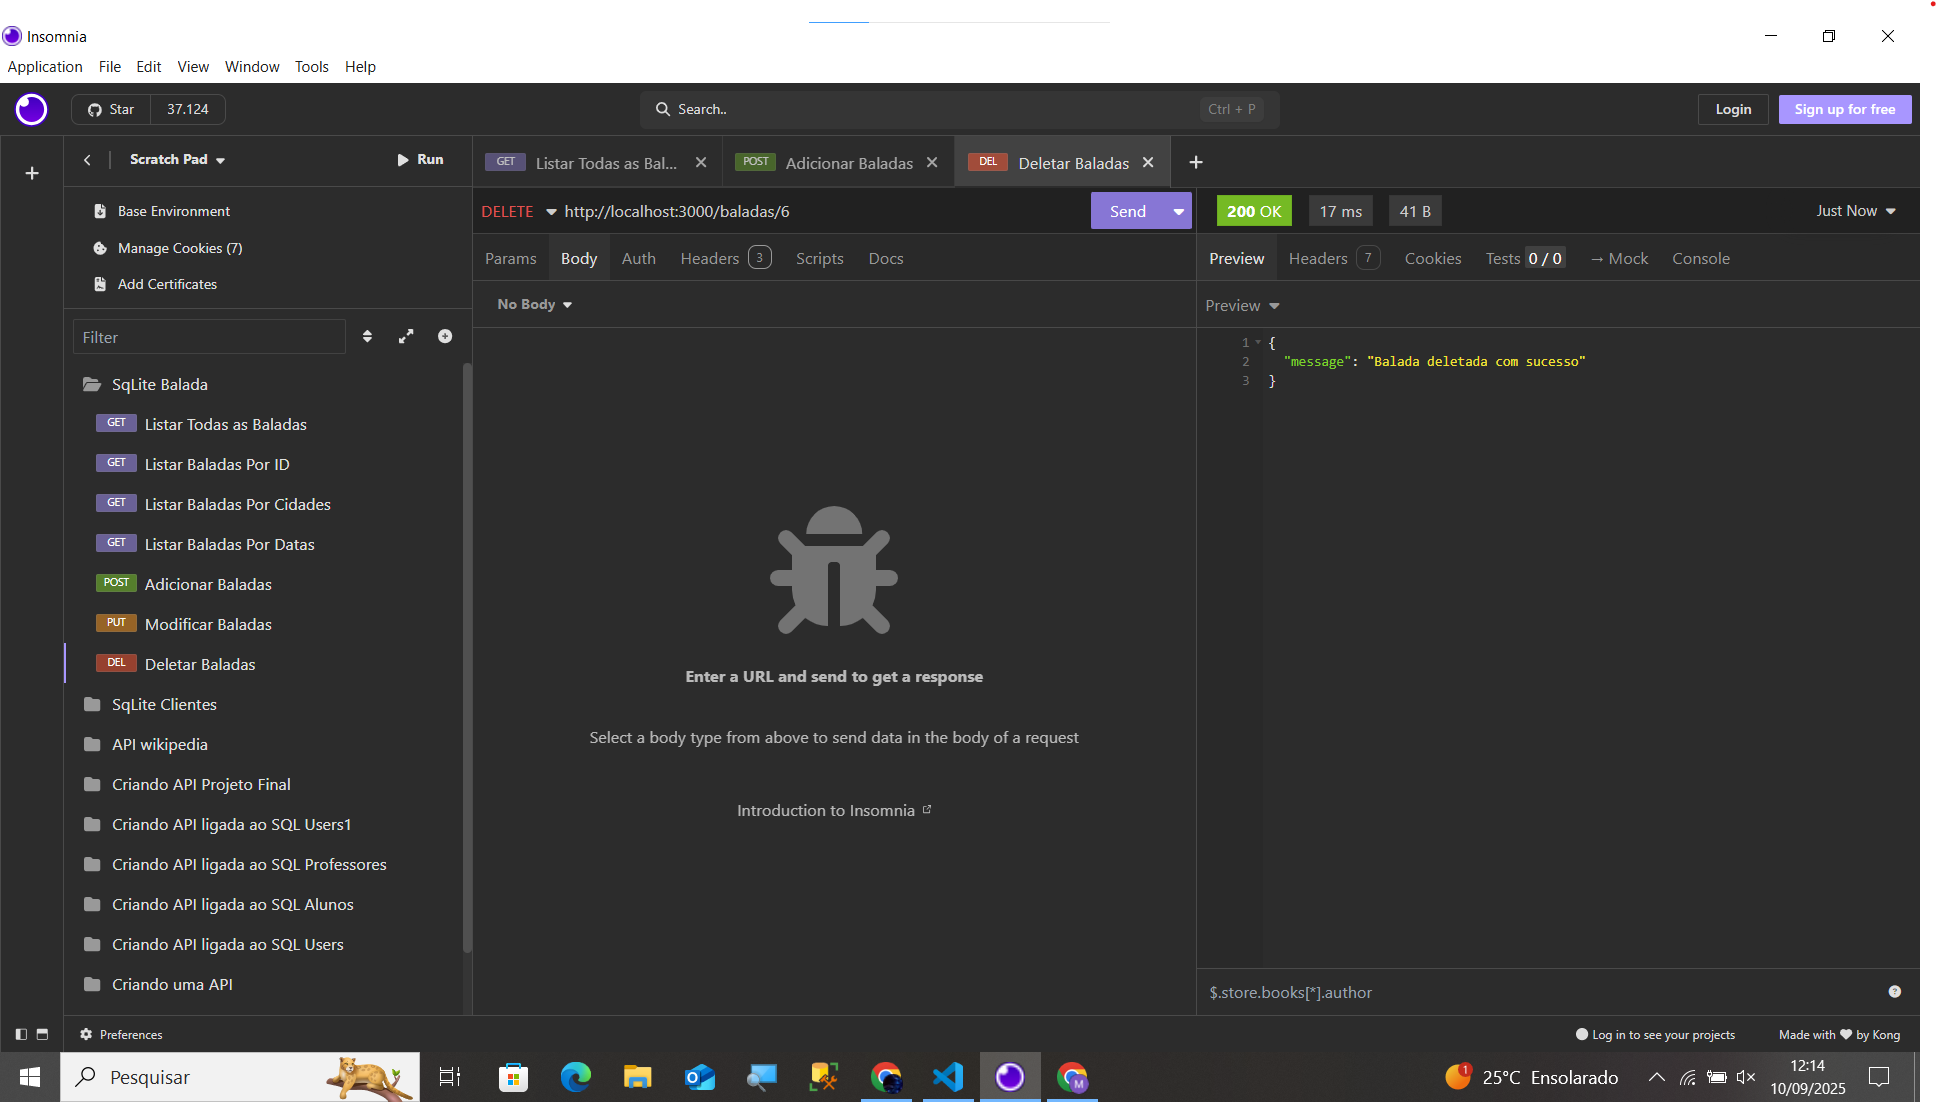 Insomnia
Application File Edit View Window Tools Help
Star 37.124
Search.. Ctrl + P
Login Sign up for free
Scratch Pad Run
GET Listar Todas as Bal...
POST Adicionar Baladas
DEL Deletar Baladas
Base Environment
Manage Cookies (7)
Add Certificates
Filter
SqLite Balada
GET Listar Todas as Baladas
GET Listar Baladas Por ID
GET Listar Baladas Por Cidades
GET Listar Baladas Por Datas
POST Adicionar Baladas
PUT Modificar Baladas
DEL Deletar Baladas
SqLite Clientes
API wikipedia
Criando API Projeto Final
Criando API ligada ao SQL Users1
Criando API ligada ao SQL Professores
Criando API ligada ao SQL Alunos
Criando API ligada ao SQL Users
Criando uma API
DELETE http://localhost:3000/baladas/6 Send
Params Body Auth Headers 3 Scripts Docs
No Body
Enter a URL and send to get a response
Select a body type from above to send data in the body of a request
Introduction to Insomnia
200 OK 17 ms 41 B Just Now
Preview Headers 7 Cookies Tests 0 / 0 → Mock Console
Preview
1 {
2 "message": "Balada deletada com sucesso"
3 }
$.store.books[*].author
Preferences
Log in to see your projects Made with ❤ by Kong
Pesquisar
M
1 25°C Ensolarado
12:14
10/09/2025